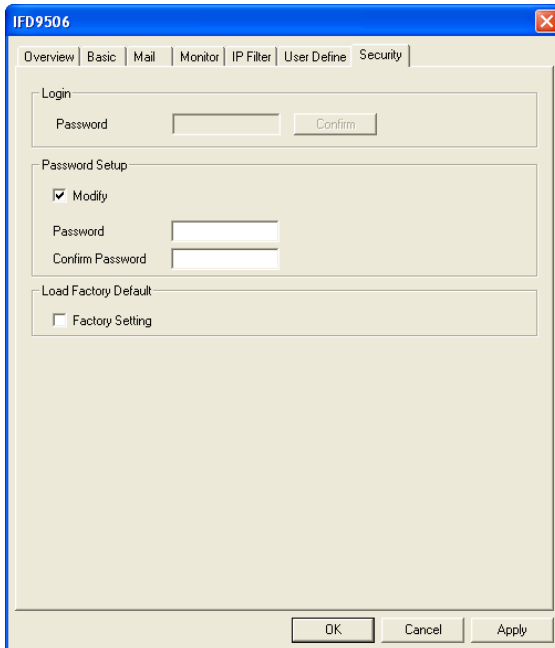 IFD9506
Overview Basic Mail Monitor IP Filter User Define Security
Login
Password Confirm
Password Setup
Modify
Password
Confirm Password
Load Factory Default
Factory Setting
OK Cancel Apply